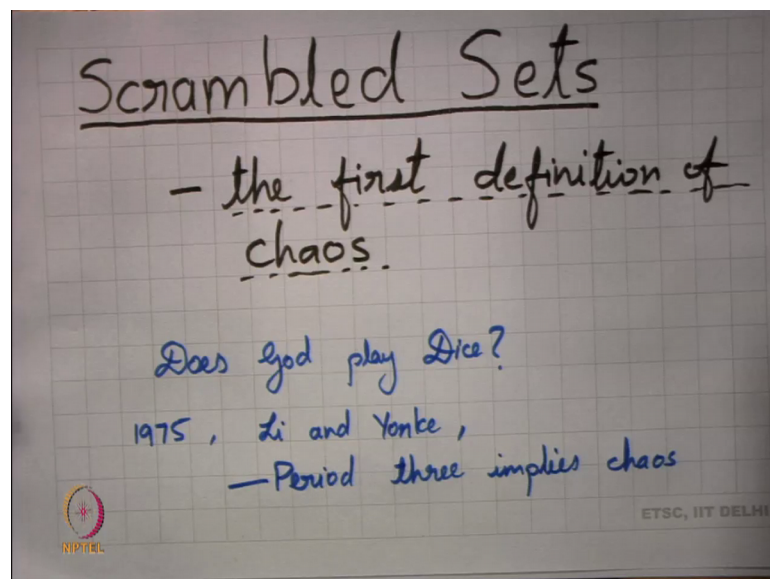 Scrambled Sets
- the first definition of
chaos.
Does God play Dice?
1975, Li and Yonke,
- Period three implies chaos
ETSC, IIT DELHI
NPTEL